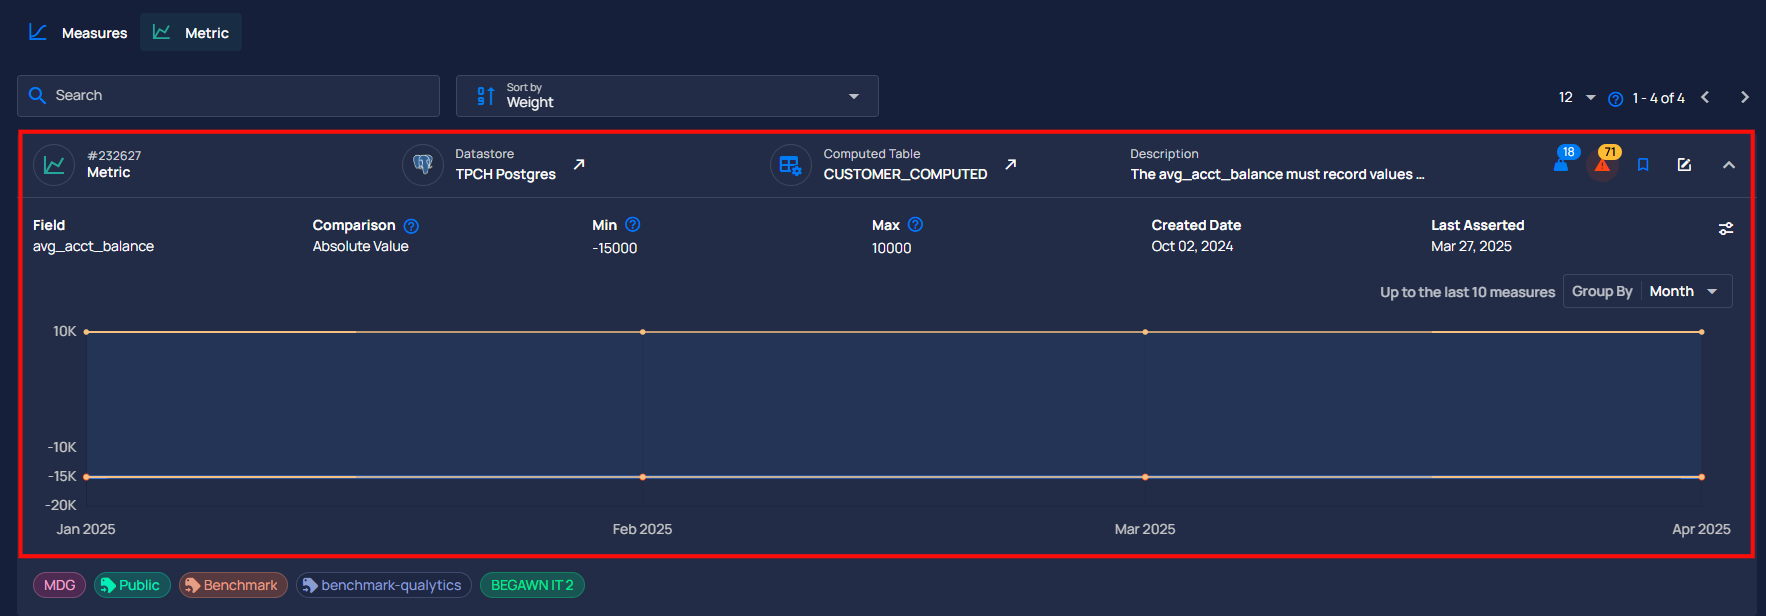 Measures Metric
Search
Sort by
Weight
12 1 - 4 of 4
#232627
Metric
Datastore
TPCH Postgres
Computed Table
CUSTOMER_COMPUTED
Description
The avg_acct_balance must record values ...
18
71
Field
avg_acct_balance
Comparison
Absolute Value
Min
-15000
Max
10000
Created Date
Oct 02, 2024
Last Asserted
Mar 27, 2025
Up to the last 10 measures Group By Month
10K
-10K
-15K
-20K
Jan 2025 Feb 2025 Mar 2025 Apr 2025
MDG Public Benchmark benchmark-qualytics BEGAWN IT 2